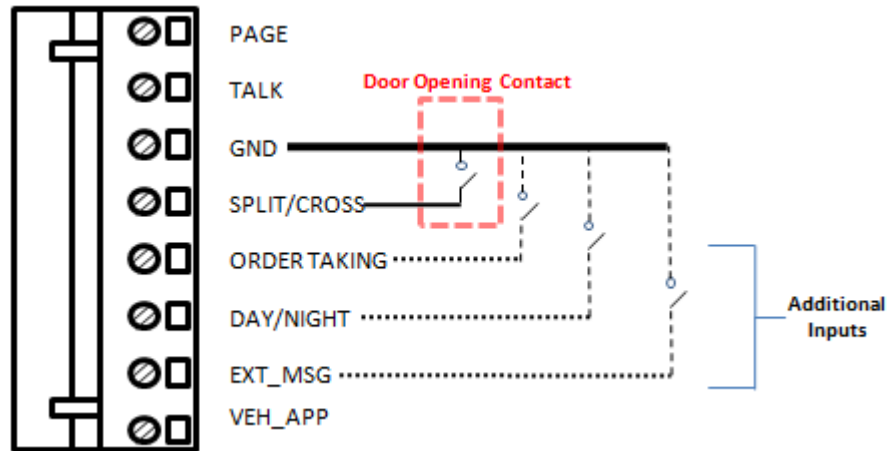 PAGE
TALK
Door Opening Contact
GND
SPLIT/CROSS
ORDER TAKING
DAY/NIGHT
EXT_MSG
VEH_APP
Additional
Inputs